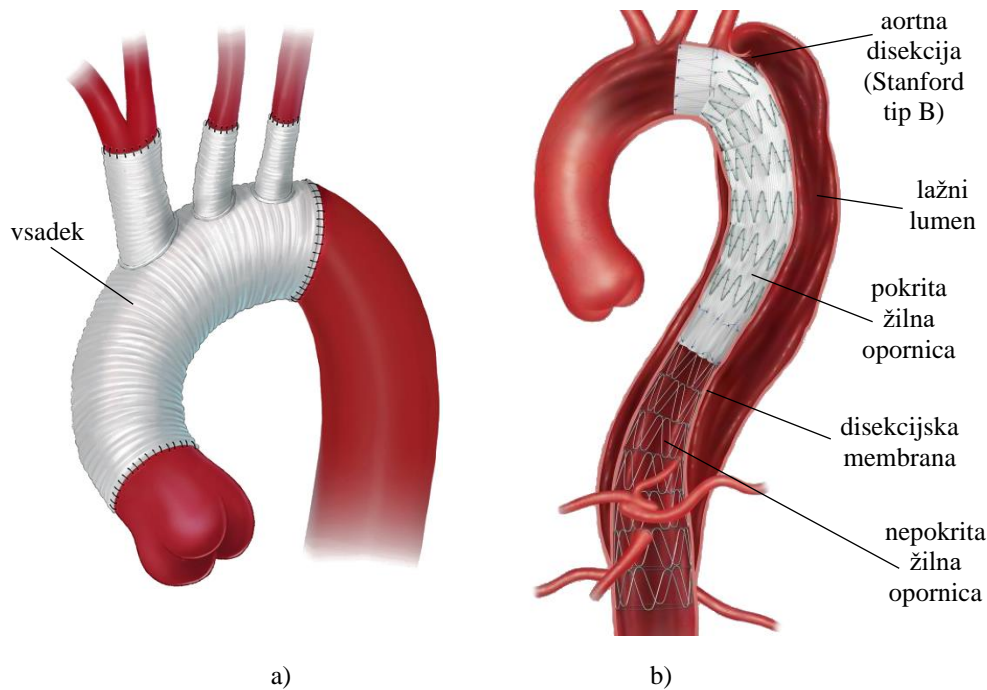 vsadek
aortna
disekcija
(Stanford
tip B)
lažni
lumen
pokrita
žilna
opornica
disekcijska
membrana
nepokrita
žilna
opornica
a)
b)